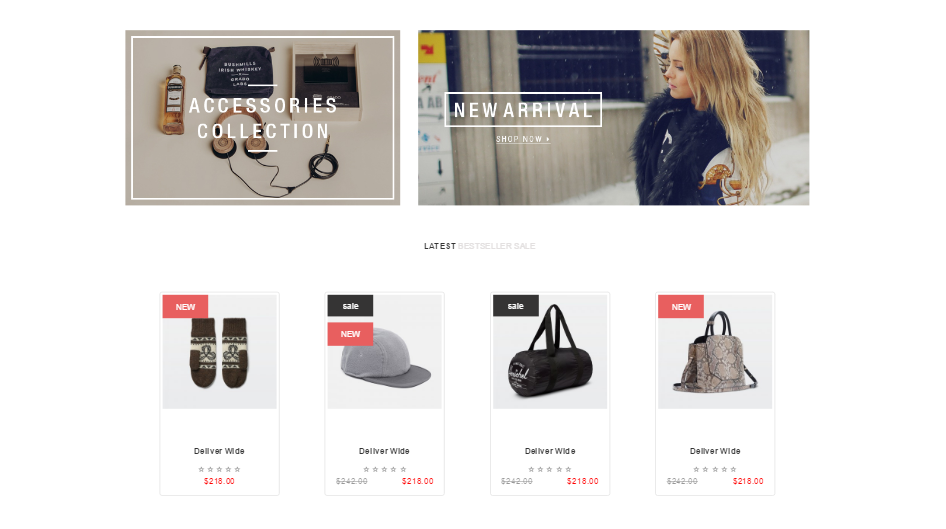 BUSHMILLS
IRISH WHISKEY
GRADO
LABS
ACCESSORIES
COLLECTION
NEW ARRIVAL
SHOP NOW
LATEST BESTSELLER SALE
NEW
sale
NEW
sale
NEW
Deliver Wide
$218.00
Deliver Wide
$242.00 $218.00
Deliver Wide
$242.00 $218.00
Deliver Wide
$242.00 $218.00